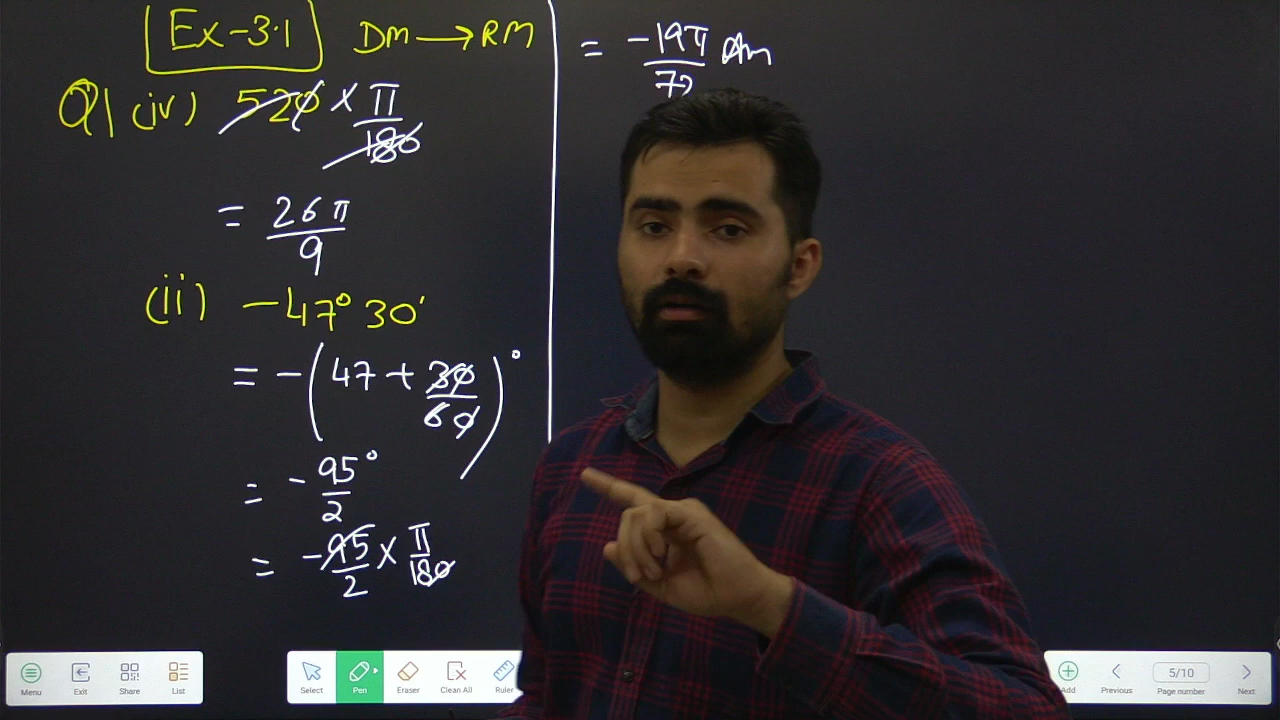 Ex-3.1 DM → RM
Q1 (iv) 520 × π/180
= 26π/9
(ii) -47° 30'
= -(47 + 30/60)°
= -95°/2
= -95/2 × π/180
= -19π/72
Menu
Exit
Share
List
Select
Pen
Eraser
Clean All
Ruler
Add
Previous
5/10
Page number
Next